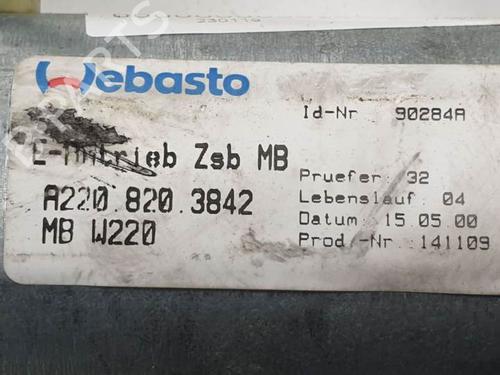 530119
Webasto
Id-Nr 90284A
E-Antrieb Zsb MB
Pruefer: 32
A220.820.3842
Lebenslauf: 04
MB W220
Datum: 15.05.00
Prod.-Nr.:141109